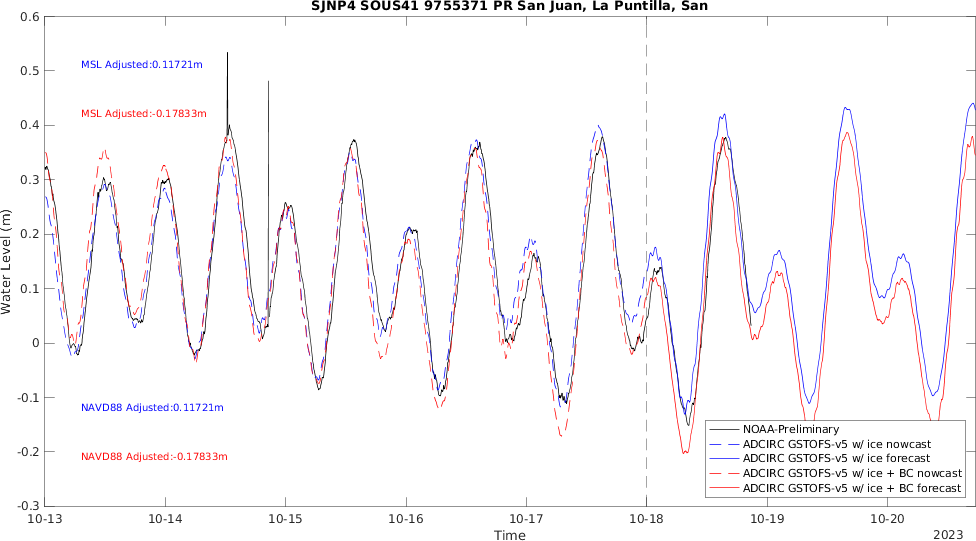 SJNP4 SOUS41 9755371 PR San Juan, La Puntilla, San
0.6
0.5
0.4
0.3
0.2
0.1
0
-0.1
-0.2
-0.3
Water Level (m)
MSL Adjusted:0.11721m
MSL Adjusted:-0.17833m
NAVD88 Adjusted:0.11721m
NAVD88 Adjusted:-0.17833m
NOAA-Preliminary
ADCIRC GSTOFS-v5 w/ ice nowcast
ADCIRC GSTOFS-v5 w/ ice forecast
ADCIRC GSTOFS-v5 w/ ice + BC nowcast
ADCIRC GSTOFS-v5 w/ ice + BC forecast
10-13 10-14 10-15 10-16 10-17 10-18 10-19 10-20
Time
2023